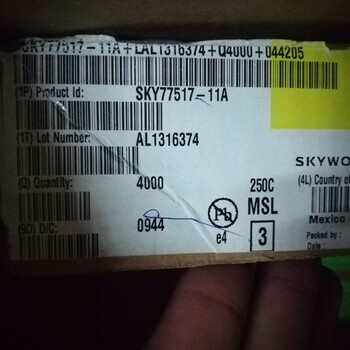 SKY77517-11A+LAL1316374+Q4000+044205
(1P) Product Id: SKY77517-11A
(1T) Lot Number: AL1316374
SKYWO
(Q) Quantity: 4000 250C
(4L) Country of
Pb MSL
Mexico
(9D) D/C: 0944 e4 3
Packed by:
Date: